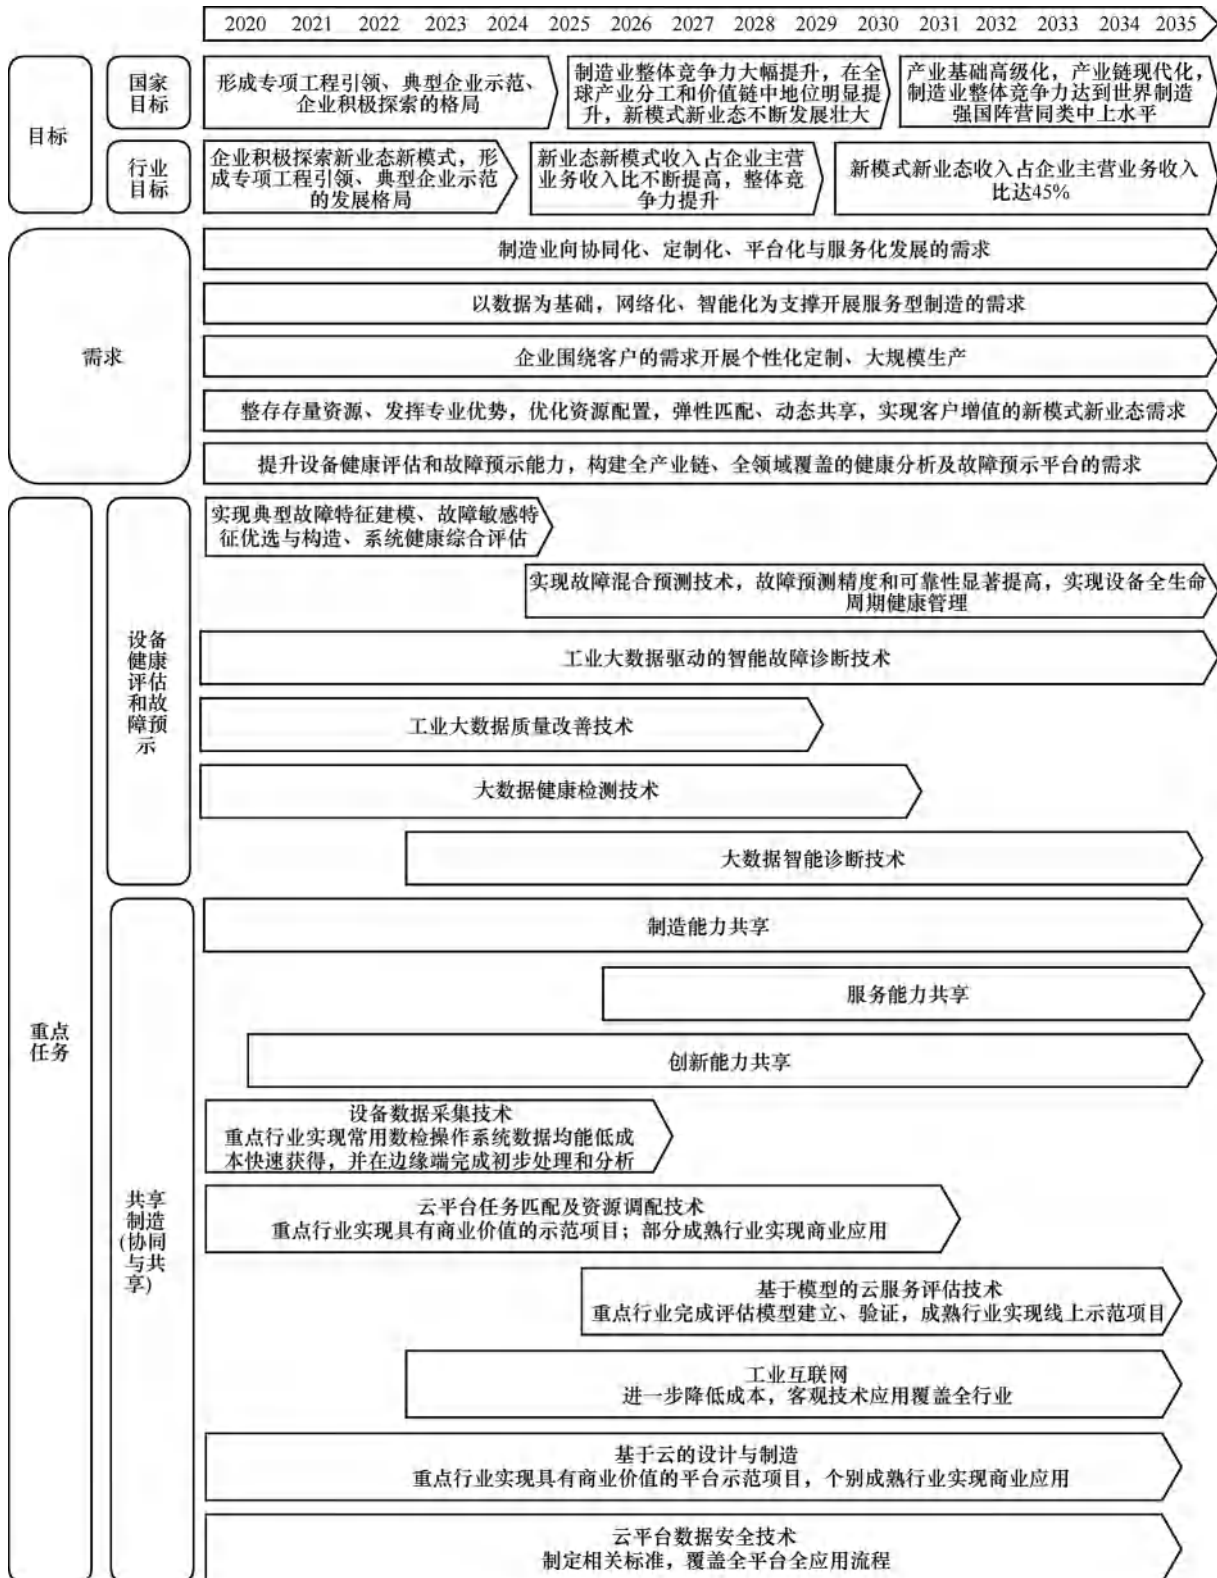 2020 2021 2022 2023 2024 2025 2026 2027 2028 2029 2030 2031 2032 2033 2034 2035
目标
国家
目标
形成专项工程引领、典型企业示范、
企业积极探索的格局
制造业整体竞争力大幅提升，在全
球产业分工和价值链中地位明显提
升，新模式新业态不断发展壮大
产业基础高级化，产业链现代化，
制造业整体竞争力达到世界制造
强国阵营同类中上水平
行业
目标
企业积极探索新业态新模式，形
成专项工程引领、典型企业示范
的发展格局
新业态新模式收入占企业主营
业务收入比不断提高，整体竞
争力提升
新模式新业态收入占企业主营业务收入
比达45%
需求
制造业向协同化、定制化、平台化与服务化发展的需求
以数据为基础，网络化、智能化为支撑开展服务型制造的需求
企业围绕客户的需求开展个性化定制、大规模生产
整存存量资源、发挥专业优势，优化资源配置，弹性匹配、动态共享，实现客户增值的新模式新业态需求
提升设备健康评估和故障预示能力，构建全产业链、全领域覆盖的健康分析及故障预示平台的需求
重点
任务
设备
健康
评估
和故
障预
示
实现典型故障特征建模、故障敏感特
征优选与构造、系统健康综合评估
实现故障混合预测技术，故障预测精度和可靠性显著提高，实现设备全生命
周期健康管理
工业大数据驱动的智能故障诊断技术
工业大数据质量改善技术
大数据健康检测技术
大数据智能诊断技术
共享
制造
(协同
与共
享)
制造能力共享
服务能力共享
创新能力共享
设备数据采集技术
重点行业实现常用数检操作系统数据均能低成
本快速获得，并在边缘端完成初步处理和分析
云平台任务匹配及资源调配技术
重点行业实现具有商业价值的示范项目；部分成熟行业实现商业应用
基于模型的云服务评估技术
重点行业完成评估模型建立、验证，成熟行业实现线上示范项目
工业互联网
进一步降低成本，客观技术应用覆盖全行业
基于云的设计与制造
重点行业实现具有商业价值的平台示范项目，个别成熟行业实现商业应用
云平台数据安全技术
制定相关标准，覆盖全平台全应用流程